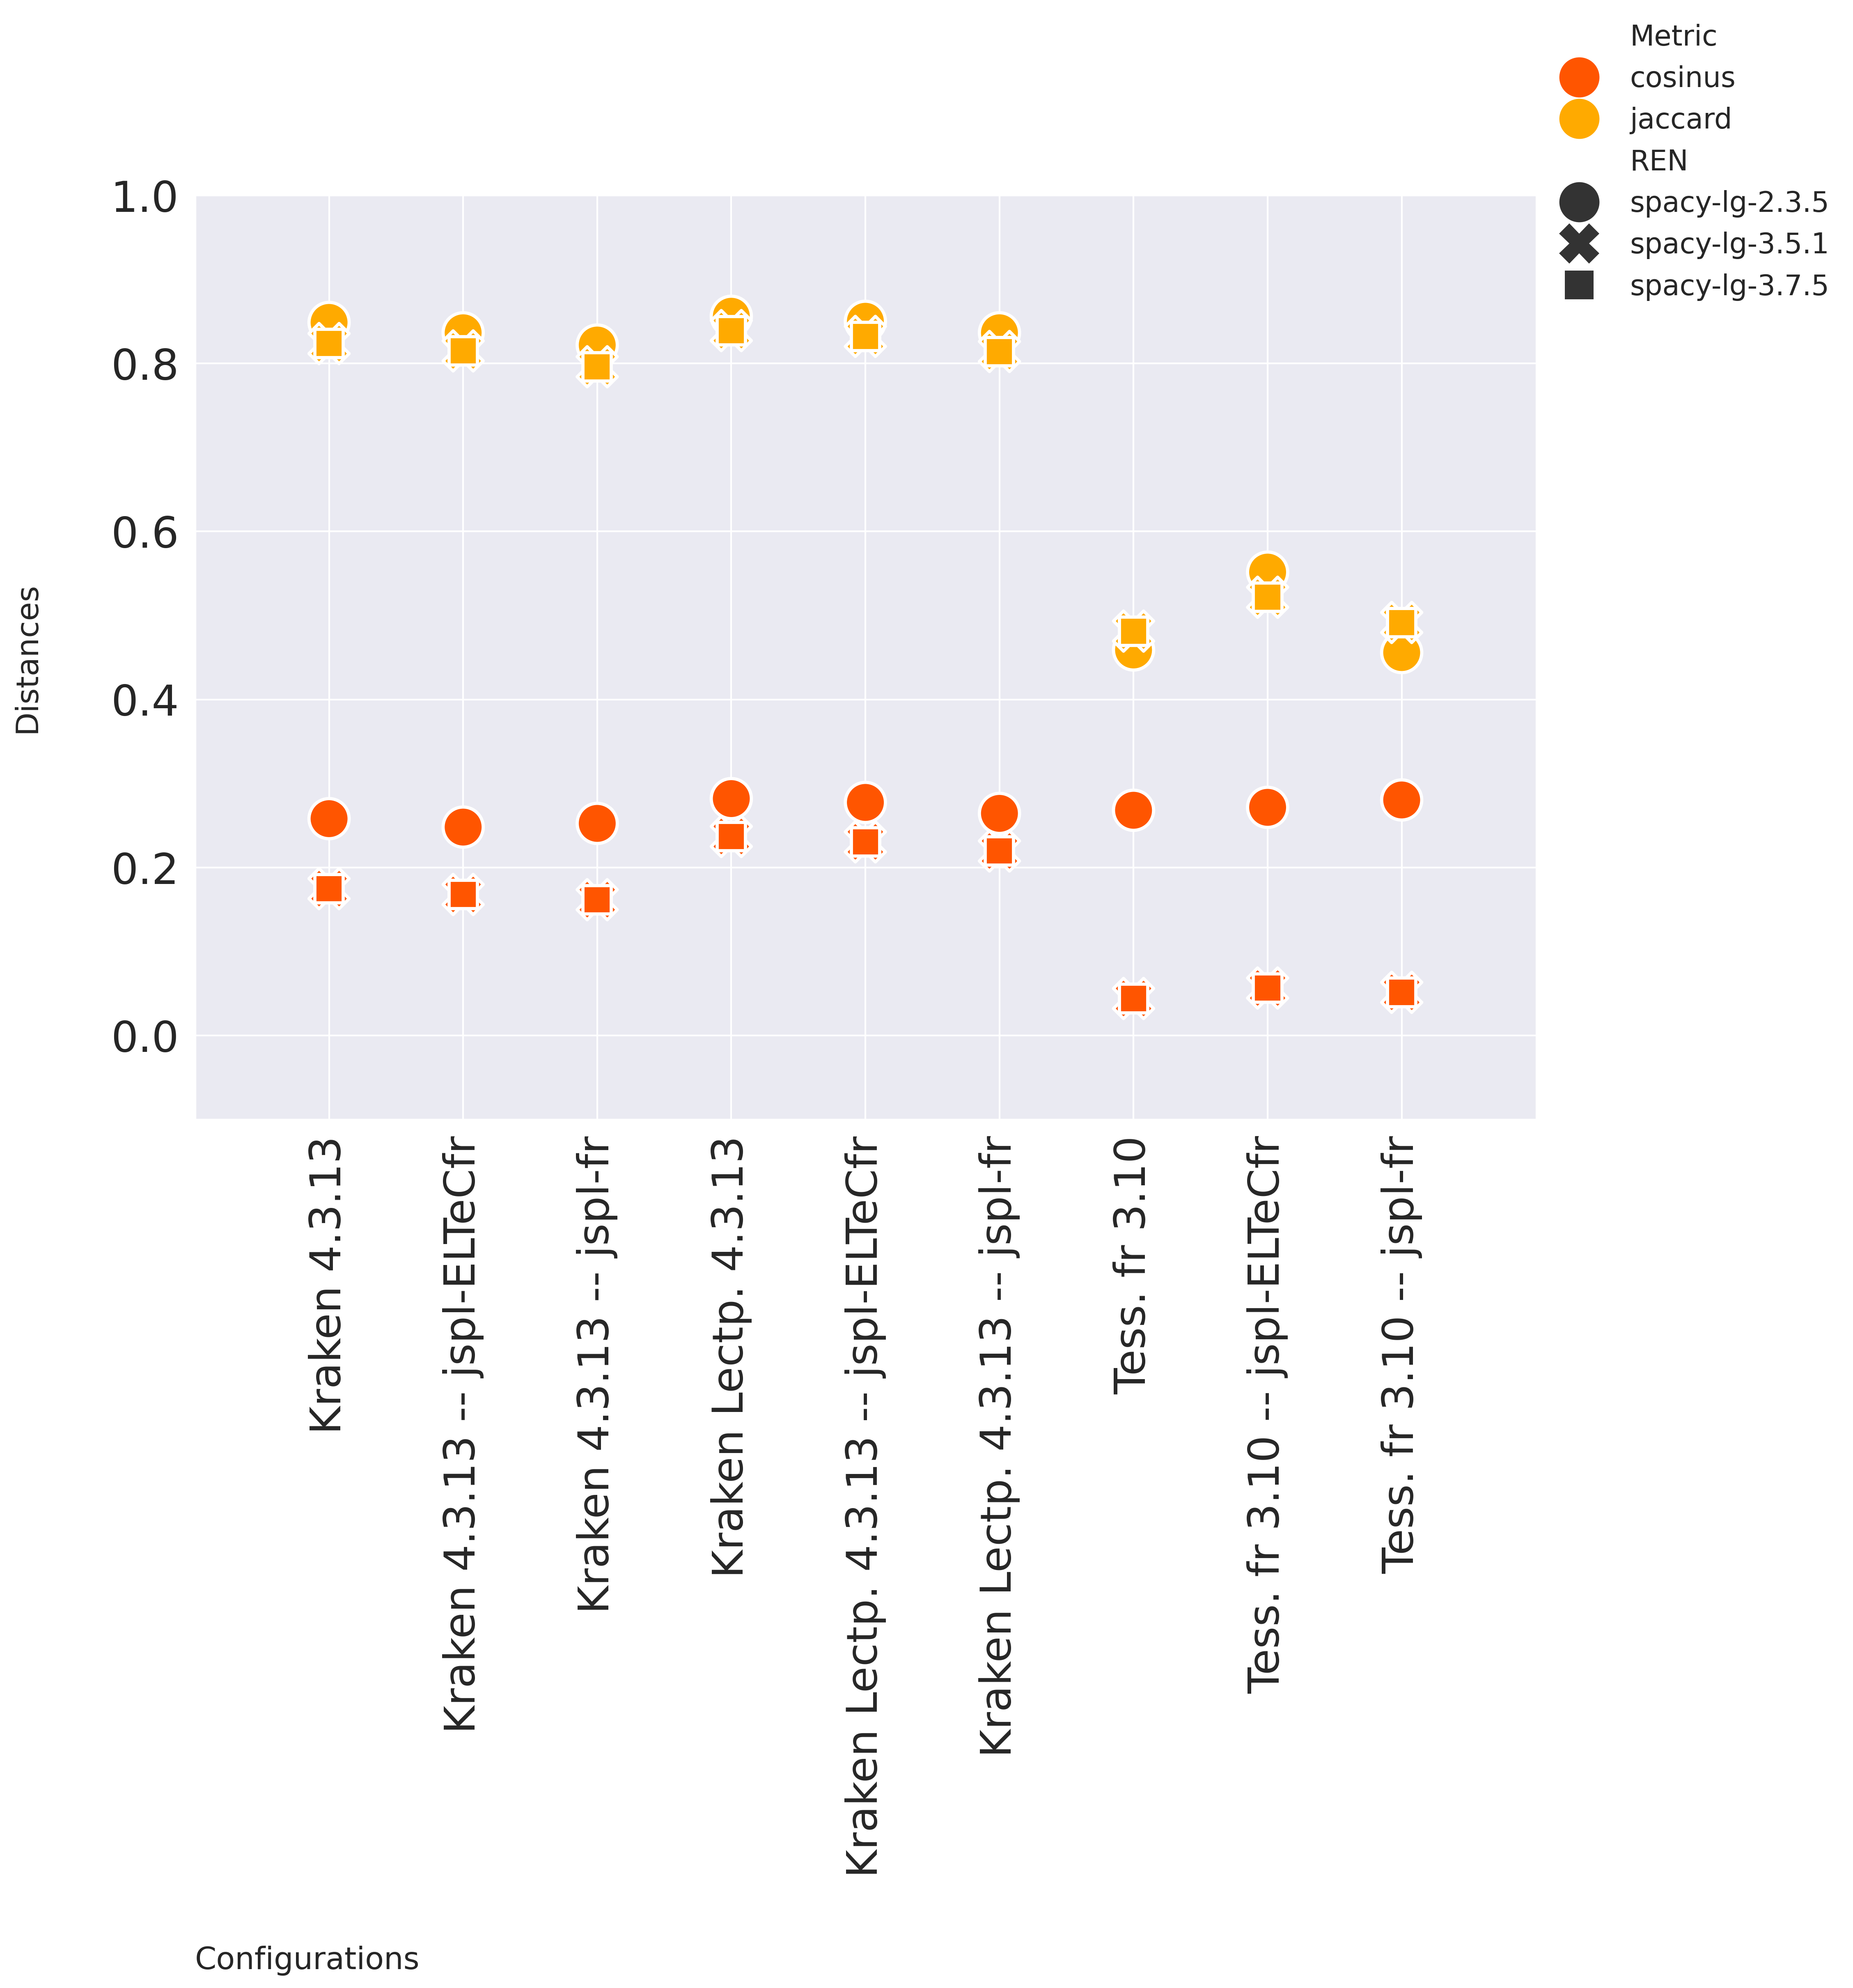 Metric
cosinus
jaccard
REN
spacy-lg-2.3.5
spacy-lg-3.5.1
spacy-lg-3.7.5
1.0
0.8
0.6
0.4
0.2
0.0
Distances
Kraken 4.3.13
Kraken 4.3.13 -- jspl-ELTeCfr
Kraken 4.3.13 -- jspl-fr
Kraken Lectp. 4.3.13
Kraken Lectp. 4.3.13 -- jspl-ELTeCfr
Kraken Lectp. 4.3.13 -- jspl-fr
Tess. fr 3.10
Tess. fr 3.10 -- jspl-ELTeCfr
Tess. fr 3.10 -- jspl-fr
Configurations